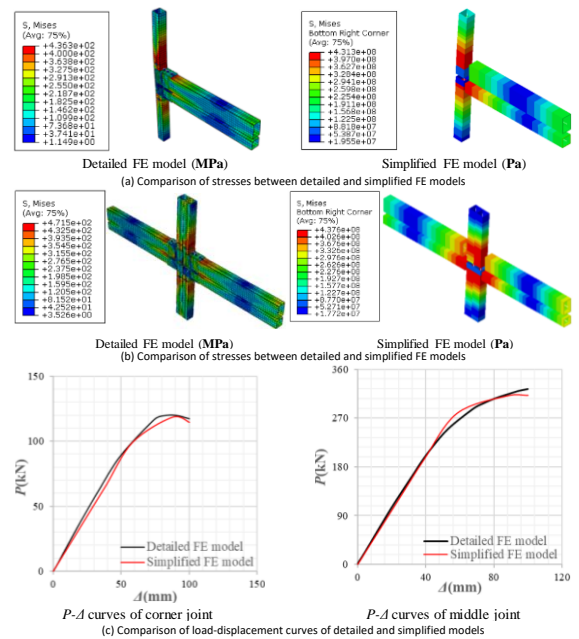 S, Mises
(Avg: 75%)
+4.363e+02
+4.000e+02
+3.638e+02
+3.275e+02
+2.913e+02
+2.550e+02
+2.187e+02
+1.825e+02
+1.462e+02
+1.099e+02
+7.368e+01
+3.741e+01
+1.149e+00
S, Mises
Bottom Right Corner
(Avg: 75%)
+4.313e+08
+3.970e+08
+3.627e+08
+3.284e+08
+2.941e+08
+2.598e+08
+2.254e+08
+1.911e+08
+1.568e+08
+1.225e+08
+8.818e+07
+5.387e+07
+1.955e+07
Detailed FE model (MPa)
Simplified FE model (Pa)
(a) Comparison of stresses between detailed and simplified FE models
S, Mises
(Avg: 75%)
+4.715e+02
+4.325e+02
+3.935e+02
+3.545e+02
+3.155e+02
+2.765e+02
+2.375e+02
+1.985e+02
+1.595e+02
+1.205e+02
+8.152e+01
+4.252e+01
+3.526e+00
S, Mises
Bottom Right Corner
(Avg: 75%)
+4.376e+08
+4.026e+08
+3.676e+08
+3.326e+08
+2.976e+08
+2.626e+08
+2.276e+08
+1.927e+08
+1.577e+08
+1.227e+08
+8.770e+07
+5.271e+07
+1.772e+07
Detailed FE model (MPa)
Simplified FE model (Pa)
(b) Comparison of stresses between detailed and simplified FE models
150
100
50
0
P(kN)
Detailed FE model
Simplified FE model
0 50 100 150
Δ(mm)
P-Δ curves of corner joint
360
270
180
90
0
P(kN)
Detailed FE model
Simplified FE model
0 40 80 120
Δ(mm)
P-Δ curves of middle joint
(c) Comparison of load-displacement curves of detailed and simplified models